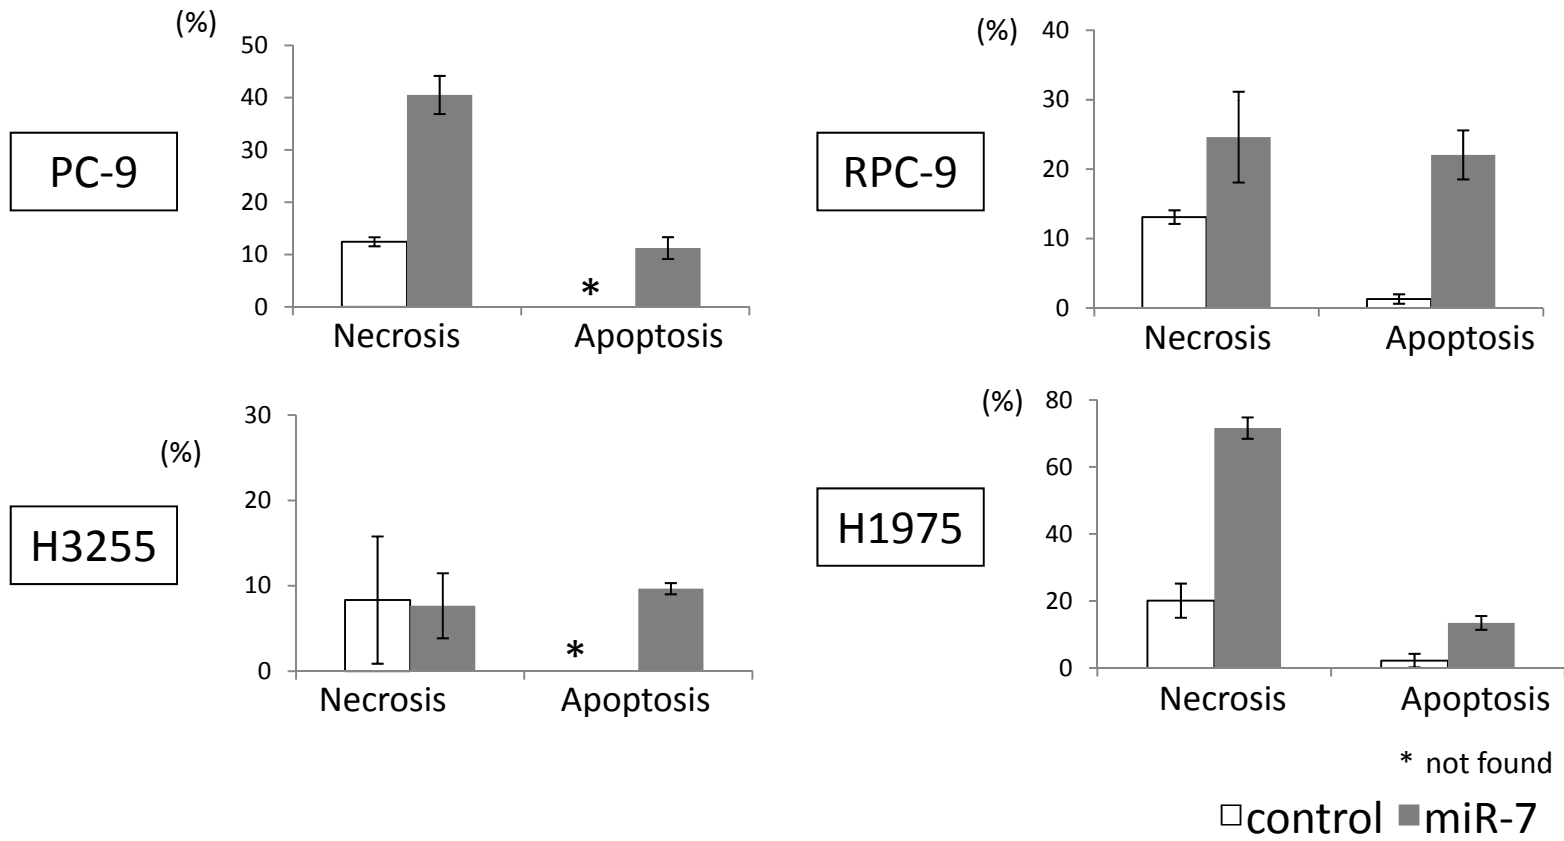 (%)
50
40
30
20
10
0
PC-9
*
Necrosis
Apoptosis
(%)
40
30
20
10
0
RPC-9
Necrosis
Apoptosis
(%)
30
20
10
0
H3255
*
Necrosis
Apoptosis
(%)
80
60
40
20
0
H1975
Necrosis
Apoptosis
* not found
control miR-7